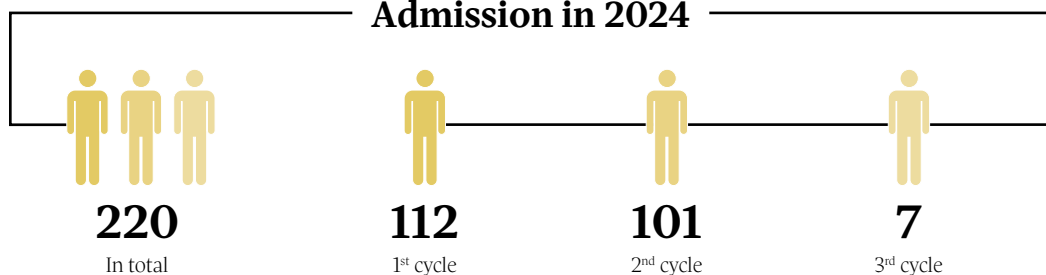 Admission in 2024
220 112 101 7
In total 1st cycle 2nd cycle 3rd cycle